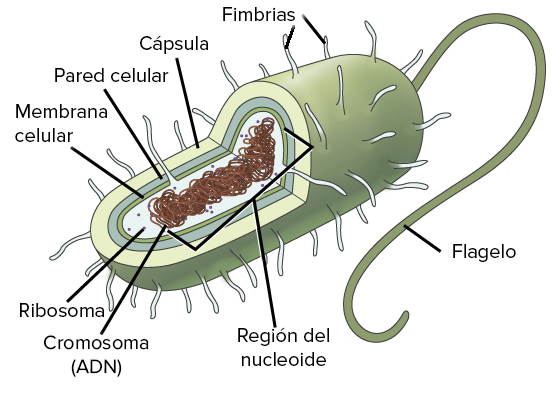 Fimbrias
Cápsula
Pared celular
Membrana
celular
Flagelo
Ribosoma
Cromosoma
(ADN)
Región del
nucleoide